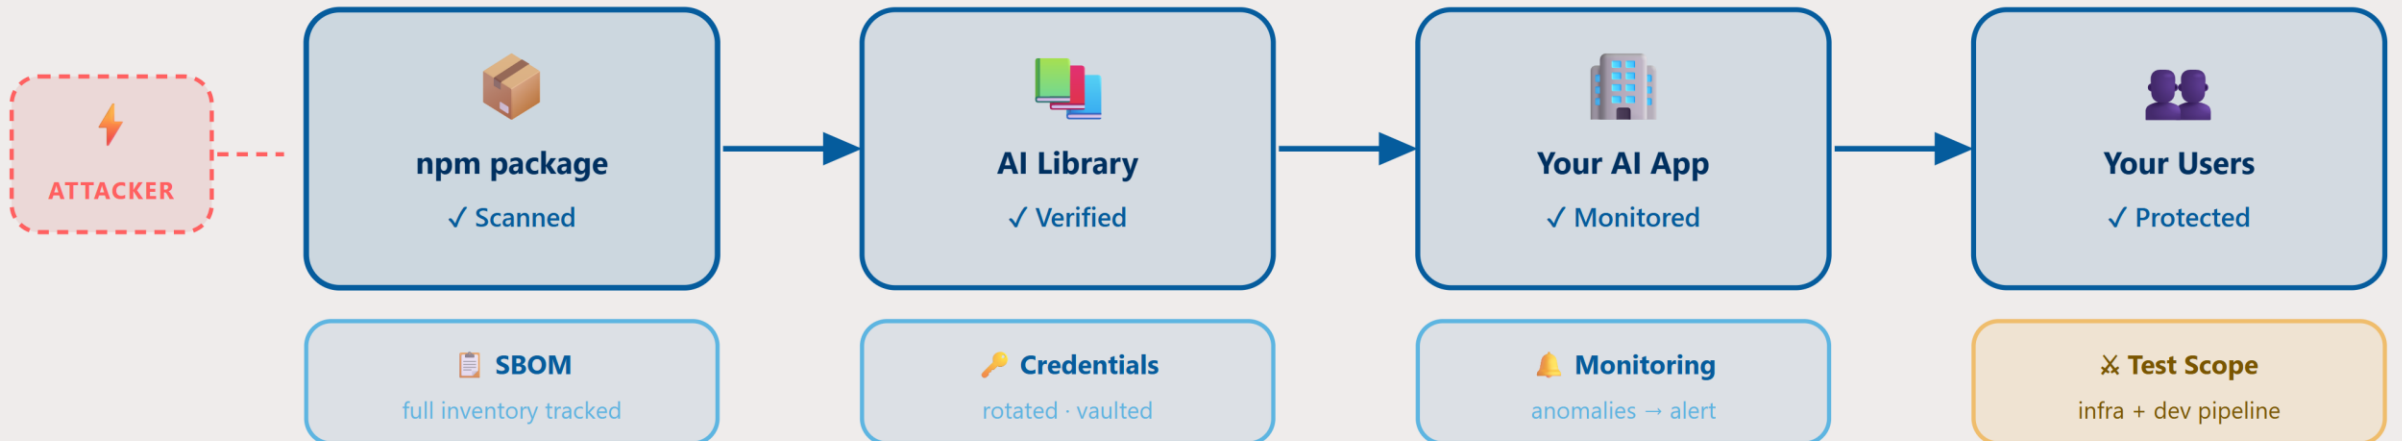 ATTACKER
npm package
✓ Scanned
AI Library
✓ Verified
Your AI App
✓ Monitored
Your Users
✓ Protected
SBOM
full inventory tracked
Credentials
rotated · vaulted
Monitoring
anomalies → alert
⚔ Test Scope
infra + dev pipeline